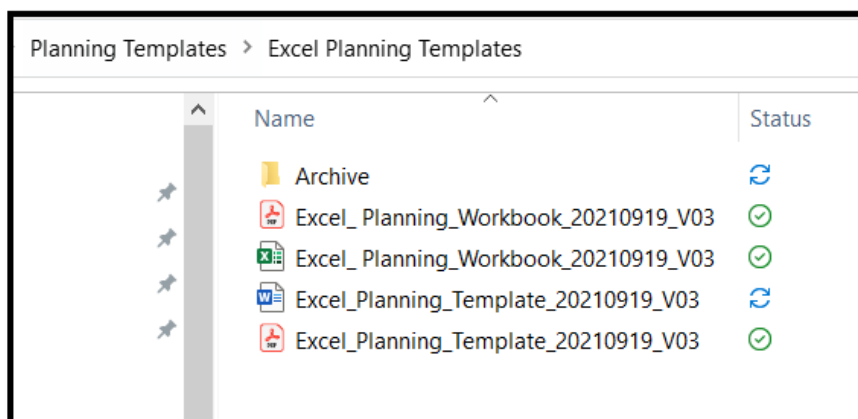 Planning Templates > Excel Planning Templates
Name Status
Archive
Excel_ Planning_Workbook_20210919_V03
Excel_ Planning_Workbook_20210919_V03
Excel_Planning_Template_20210919_V03
Excel_Planning_Template_20210919_V03